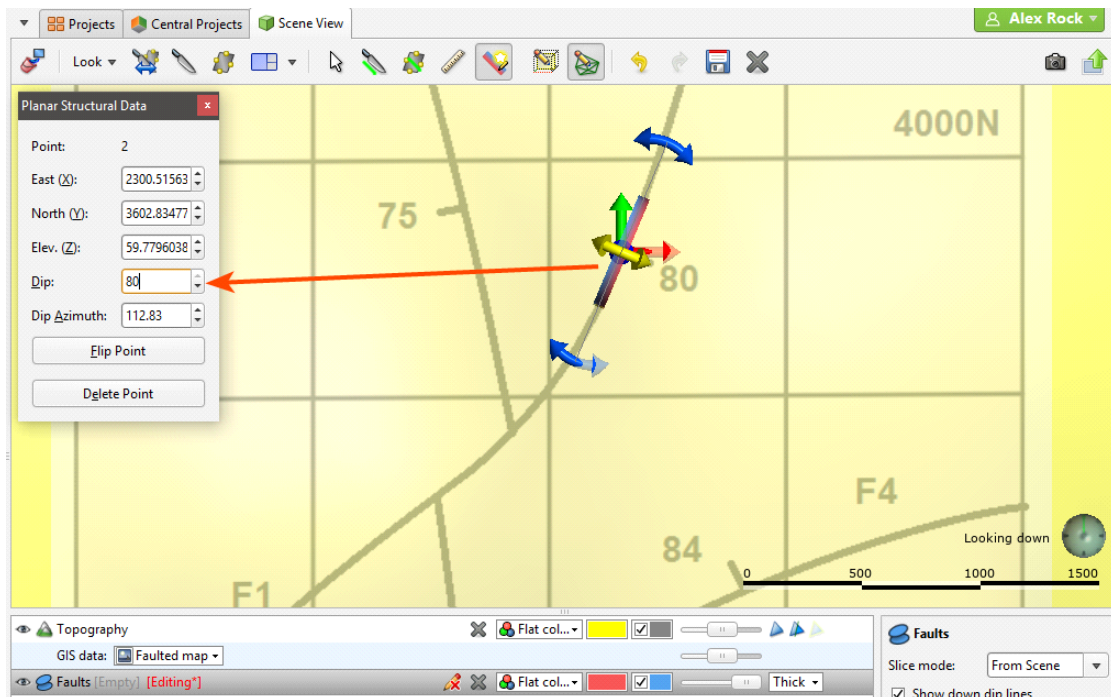 Projects
Central Projects
Scene View
Alex Rock
Look
Planar Structural Data
x
Point: 2
East (X): 2300.51563
North (Y): 3602.83477
Elev. (Z): 59.7796038
Dip: 80
Dip Azimuth: 112.83
Flip Point
Delete Point
4000N
75
80
F4
84
F1
Looking down
0 500 1000 1500
Topography Flat col...
GIS data: Faulted map
Faults [Empty] [Editing*] Flat col... Thick
Faults
Slice mode: From Scene
Show down dip lines